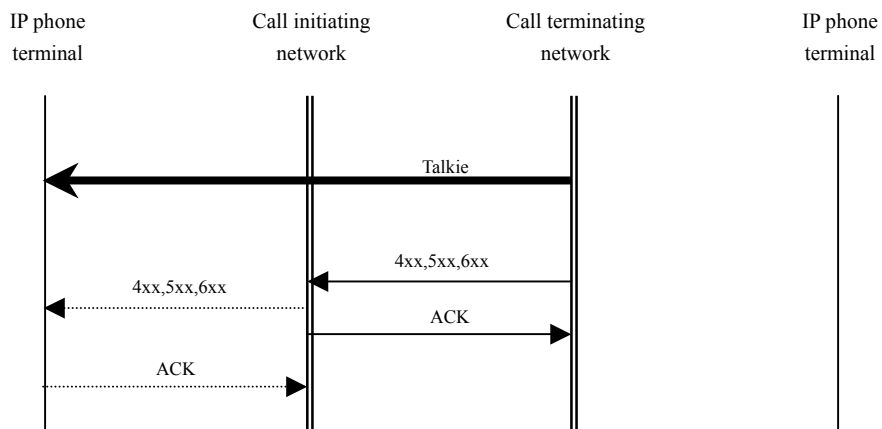 IP phone
terminal
Call initiating
network
Call terminating
network
IP phone
terminal
Talkie
4xx,5xx,6xx
4xx,5xx,6xx
ACK
ACK